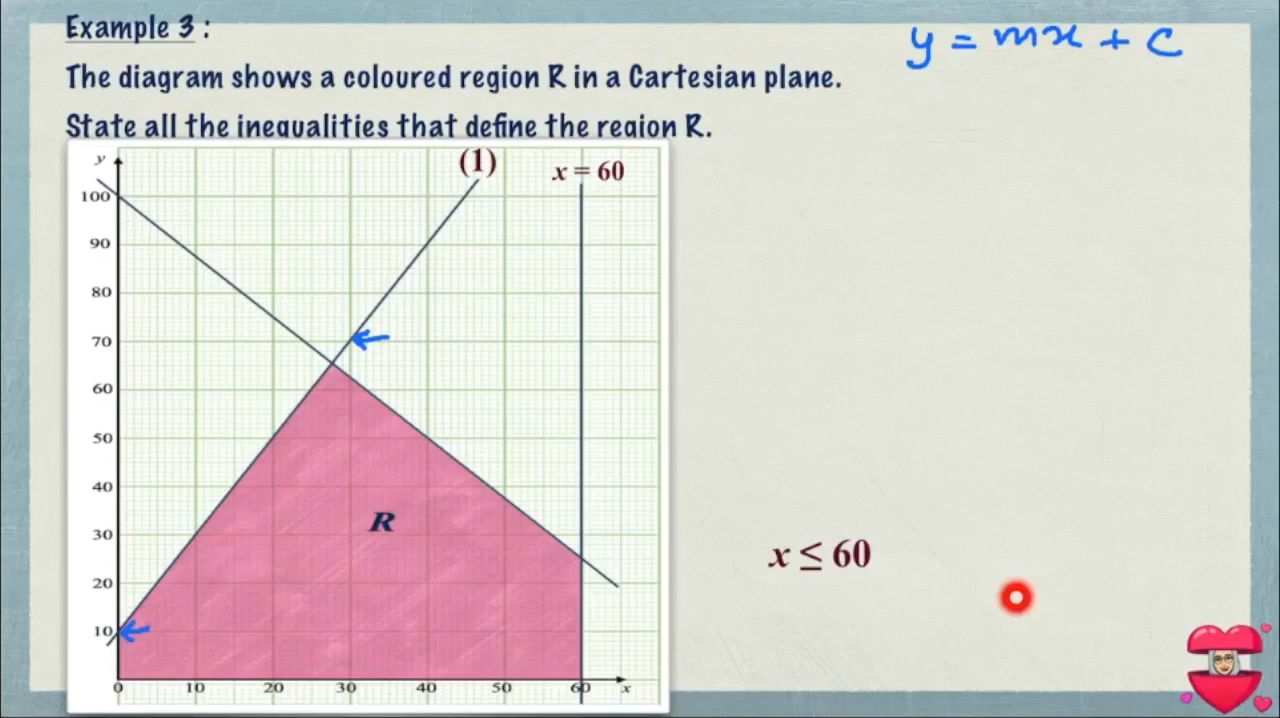 Example 3 :
y = mx + c
The diagram shows a coloured region R in a Cartesian plane.
State all the inequalities that define the region R.
y
(1)
x = 60
100
90
80
70
60
50
40
30
20
10
R
0 10 20 30 40 50 60 x
x ≤ 60